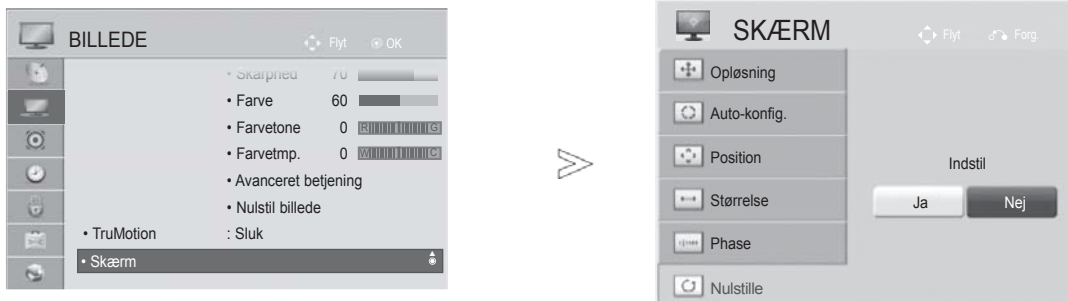 BILLEDE
Flyt OK
• Skarphed 70
• Farve 60
• Farvetone 0 R G
• Farvetmp. 0 W C
• Avanceret betjening
• Nulstil billede
• TruMotion : Sluk
• Skærm
SKÆRM
Flyt Forg.
Opløsning
Auto-konfig.
Position
Størrelse
Phase
Nulstille
Indstil
Ja Nej